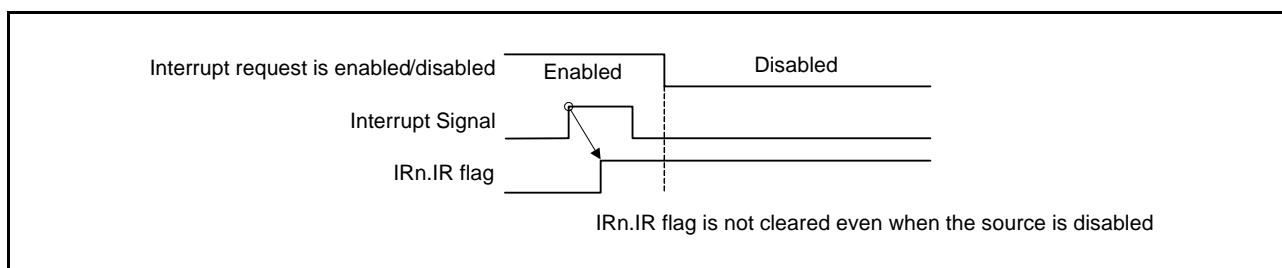 Interrupt request is enabled/disabled
Enabled
Disabled
Interrupt Signal
IRn.IR flag
IRn.IR flag is not cleared even when the source is disabled